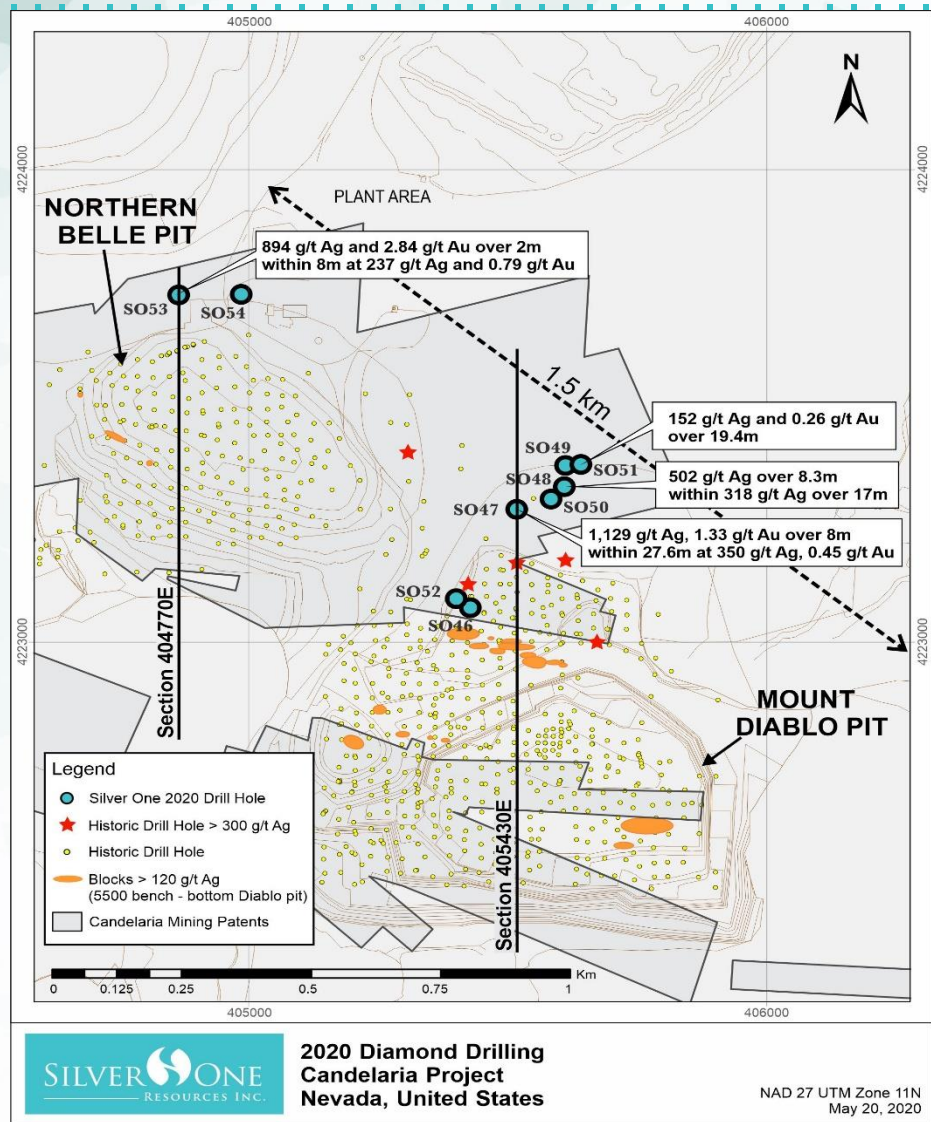 405000
406000
N
4224000
4224000
PLANT AREA
NORTHERN
BELLE PIT
894 g/t Ag and 2.84 g/t Au over 2m
within 8m at 237 g/t Ag and 0.79 g/t Au
SO53
SO54
1.5 km
152 g/t Ag and 0.26 g/t Au
over 19.4m
SO49
SO51
SO48
502 g/t Ag over 8.3m
within 318 g/t Ag over 17m
SO50
SO47
1,129 g/t Ag, 1.33 g/t Au over 8m
within 27.6m at 350 g/t Ag, 0.45 g/t Au
SO52
SO46
4223000
4223000
Section 404770E
MOUNT
DIABLO PIT
Section 405430E
Legend
Silver One 2020 Drill Hole
Historic Drill Hole > 300 g/t Ag
Historic Drill Hole
Blocks > 120 g/t Ag
(5500 bench - bottom Diablo pit)
Candelaria Mining Patents
Km
0 0.125 0.25 0.5 0.75 1
405000
406000
SILVER ONE
RESOURCES INC.
2020 Diamond Drilling
Candelaria Project
Nevada, United States
NAD 27 UTM Zone 11N
May 20, 2020